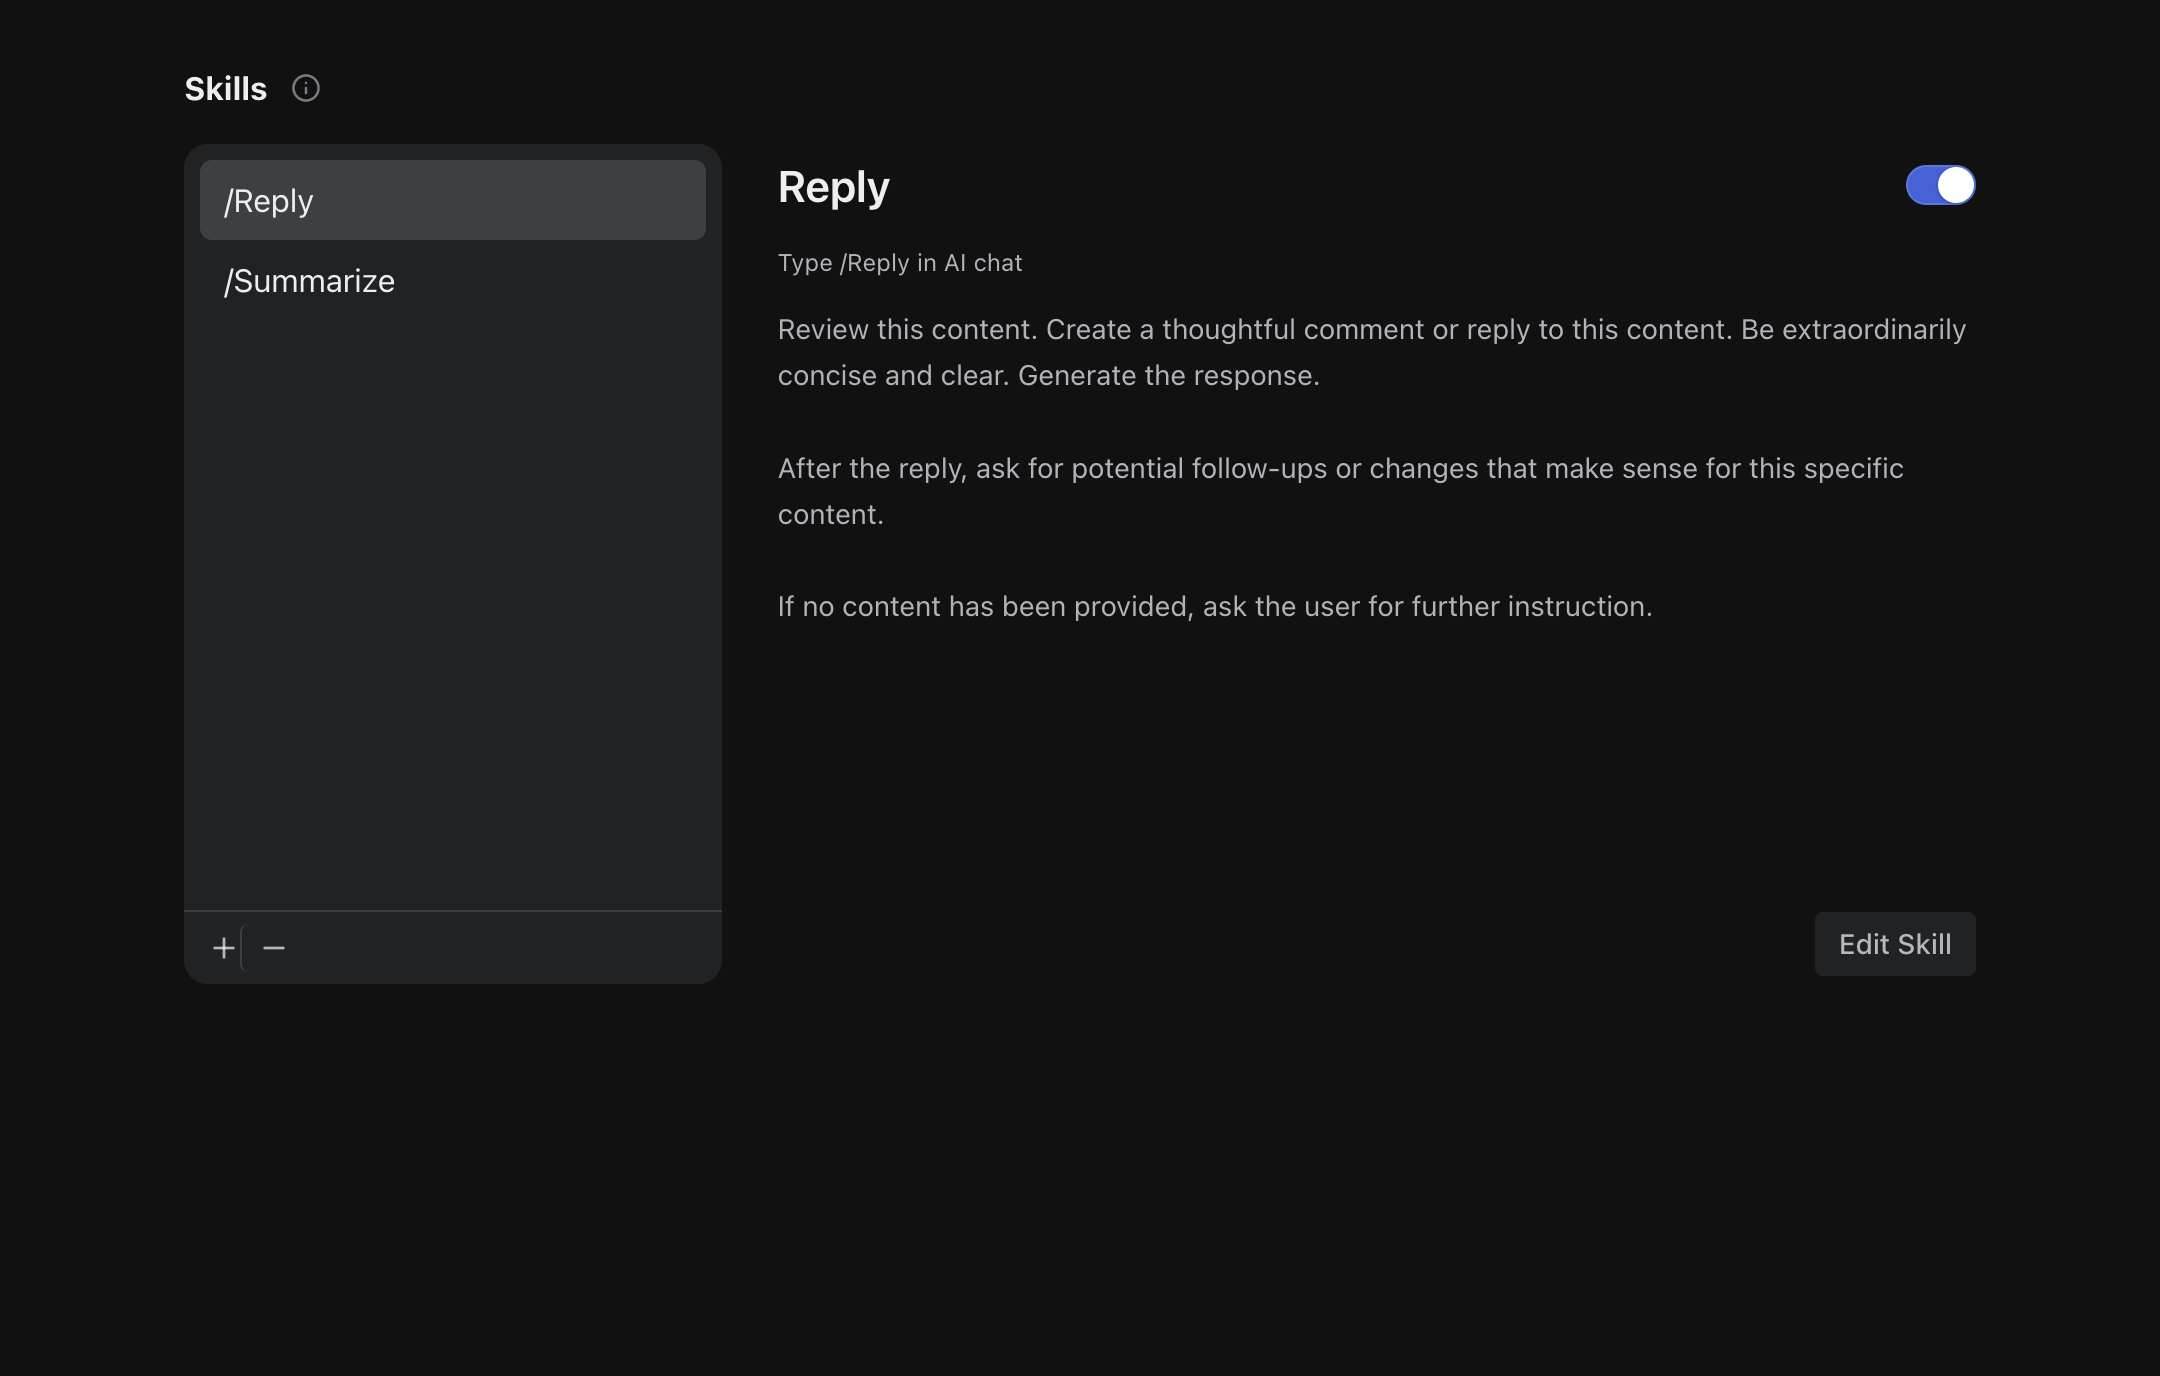 Skills
/Reply
/Summarize
Reply
Type /Reply in AI chat
Review this content. Create a thoughtful comment or reply to this content. Be extraordinarily
concise and clear. Generate the response.
After the reply, ask for potential follow-ups or changes that make sense for this specific
content.
If no content has been provided, ask the user for further instruction.
Edit Skill